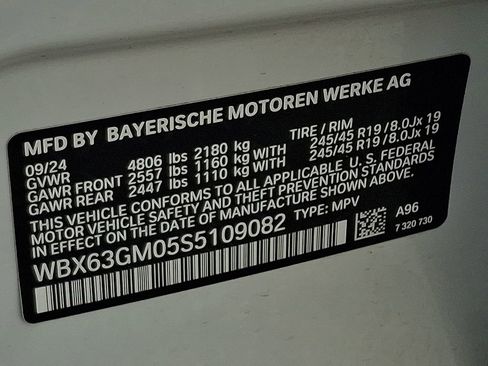 MFD BY BAYERISCHE MOTOREN WERKE AG
09/24 TIRE / RIM
GVWR 4806 lbs 2180 kg
GAWR FRONT 2557 lbs 1160 kg WITH 245/45 R19 / 8.0Jx 19
GAWR REAR 2447 lbs 1110 kg WITH 245/45 R19 / 8.0Jx 19
THIS VEHICLE CONFORMS TO ALL APPLICABLE U. S. FEDERAL
MOTOR VEHICLE SAFETY AND THEFT PREVENTION STANDARDS
IN EFFECT ON THE DATE OF MANUFACTURE SHOWN ABOVE.
WBX63GM05S5109082 TYPE: MPV
A96
7 320 730